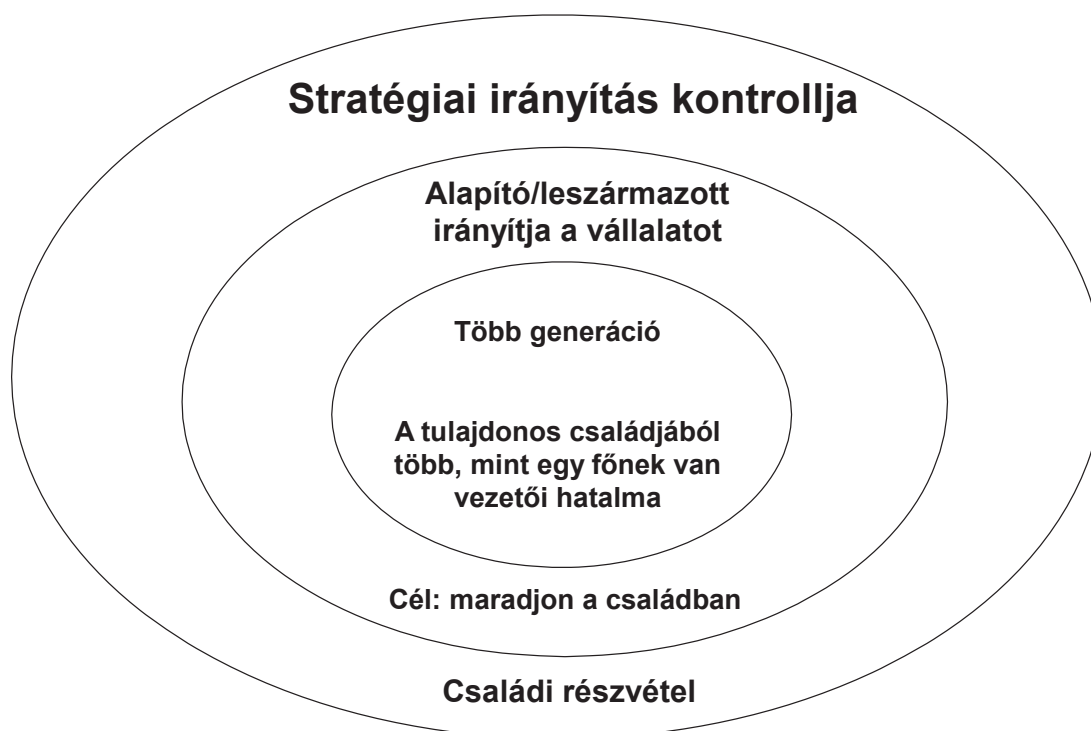 Stratégiai irányítás kontrollja
Alapító/leszármazott
irányítja a vállalatot
Több generáció
A tulajdonos családjából
több, mint egy főnek van
vezetői hatalma
Cél: maradjon a családban
Családi részvétel